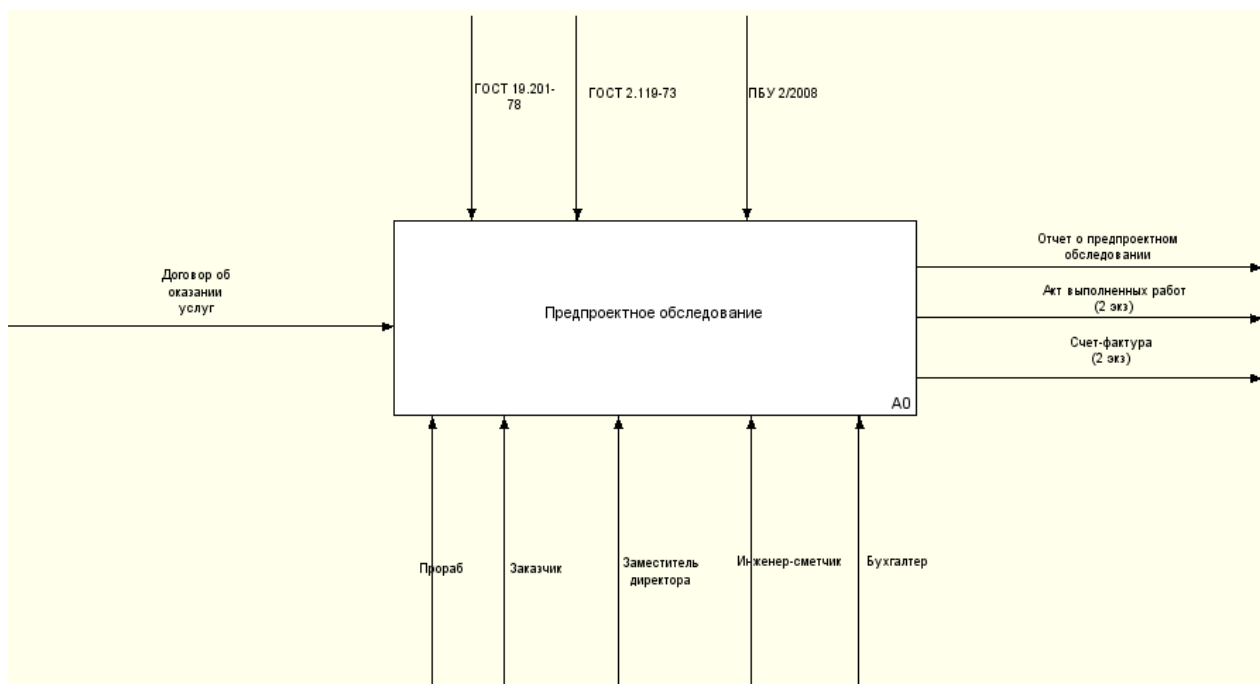 ГОСТ 19.201-
78
ГОСТ 2.119-73
ПБУ 2/2008
Договор об
оказании
услуг
Предпроектное обследование
A0
Отчет о предпроектном
обследовании
Акт выполненных работ
(2 экз)
Счет-фактура
(2 экз)
Прораб
Заказчик
Заместитель
директора
Инженер-сметчик
Бухгалтер